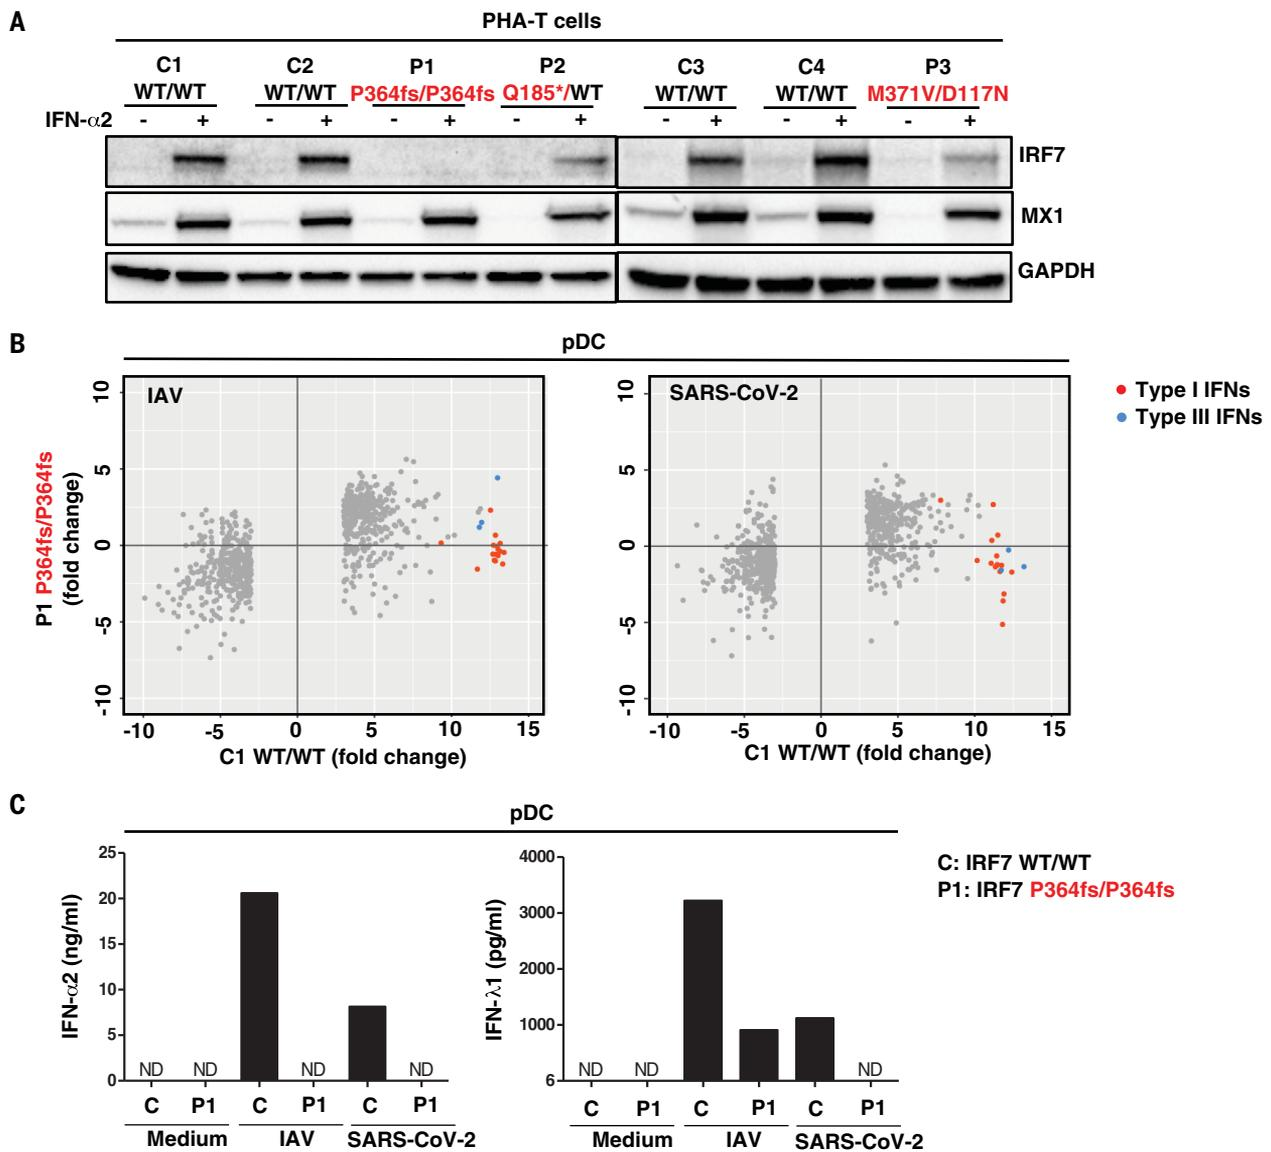 A
PHA-T cells
C1 C2 P1 P2 C3 C4 P3
WT/WT WT/WT P364fs/P364fs Q185*/WT WT/WT WT/WT M371V/D117N
IFN-α2 - + - + - + - + - + - + - +
IRF7
MX1
GAPDH
B
pDC
IAV
SARS-CoV-2
Type I IFNs
Type III IFNs
P1 P364fs/P364fs
(fold change)
10
5
0
-5
-10
10
5
0
-5
-10
-10 -5 0 5 10 15
-10 -5 0 5 10 15
C1 WT/WT (fold change)
C1 WT/WT (fold change)
C
pDC
IFN-α2 (ng/ml)
25
20
15
10
5
0
ND ND ND ND
C P1 C P1 C P1
Medium IAV SARS-CoV-2
IFN-λ1 (pg/ml)
4000
3000
2000
1000
6
ND ND ND
C P1 C P1 C P1
Medium IAV SARS-CoV-2
C: IRF7 WT/WT
P1: IRF7 P364fs/P364fs